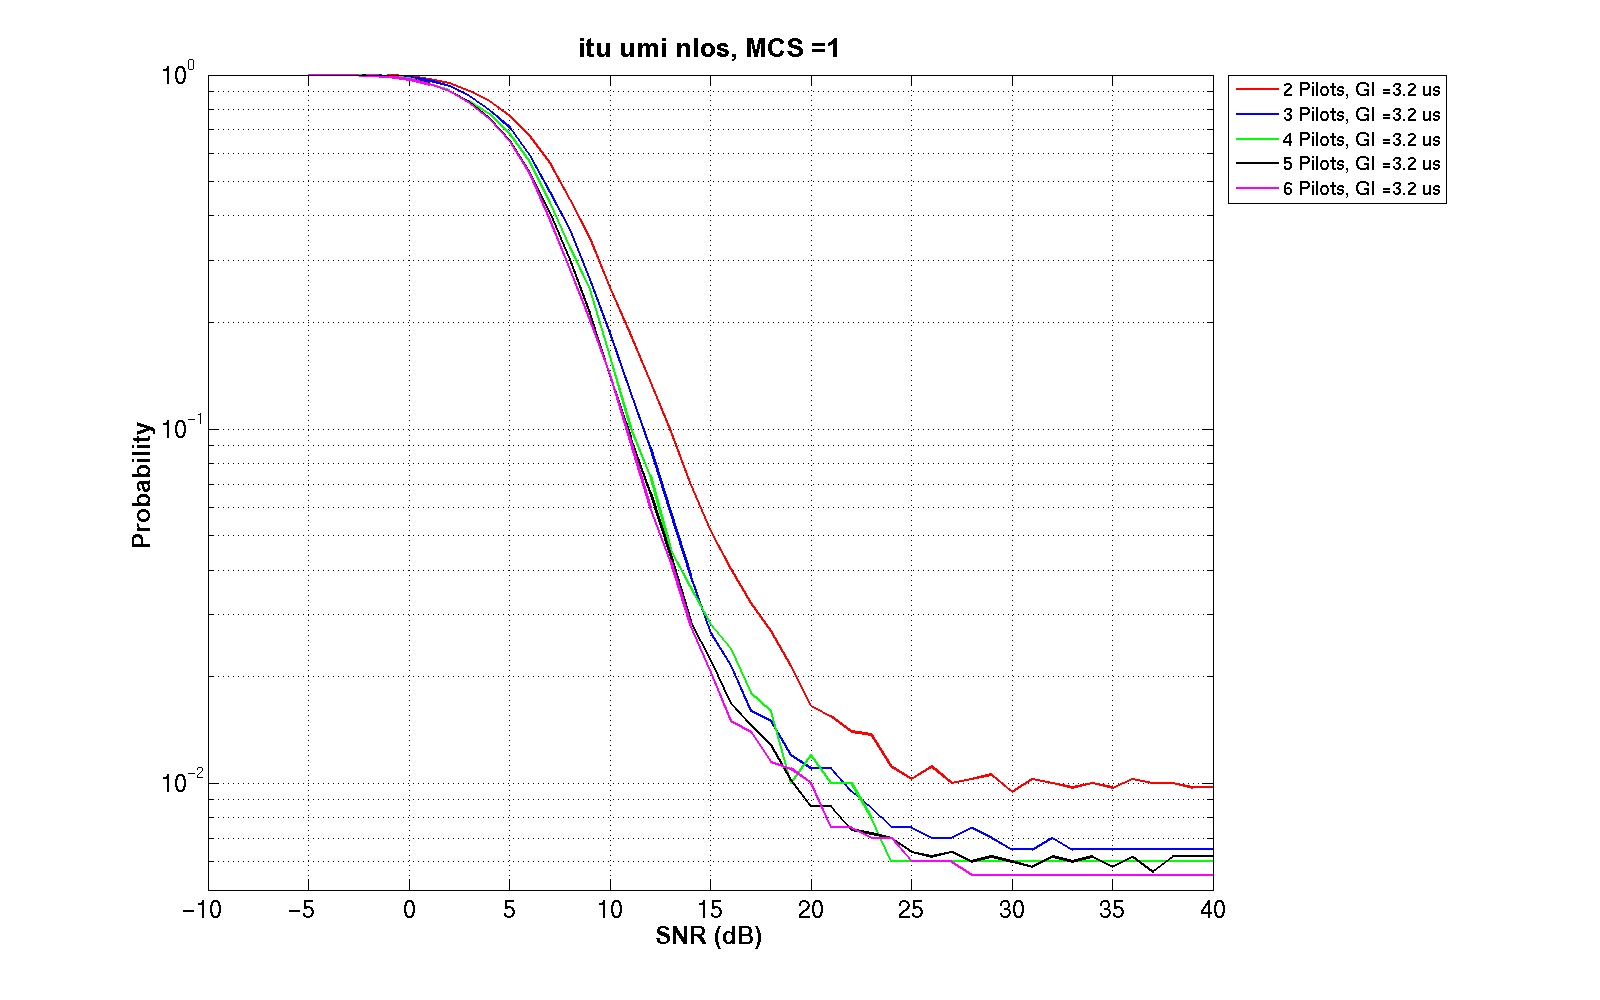 itu umi nlos, MCS =1
10^0
2 Pilots, GI =3.2 us
3 Pilots, GI =3.2 us
4 Pilots, GI =3.2 us
5 Pilots, GI =3.2 us
6 Pilots, GI =3.2 us
10^-1
Probability
10^-2
-10 -5 0 5 10 15 20 25 30 35 40
SNR (dB)